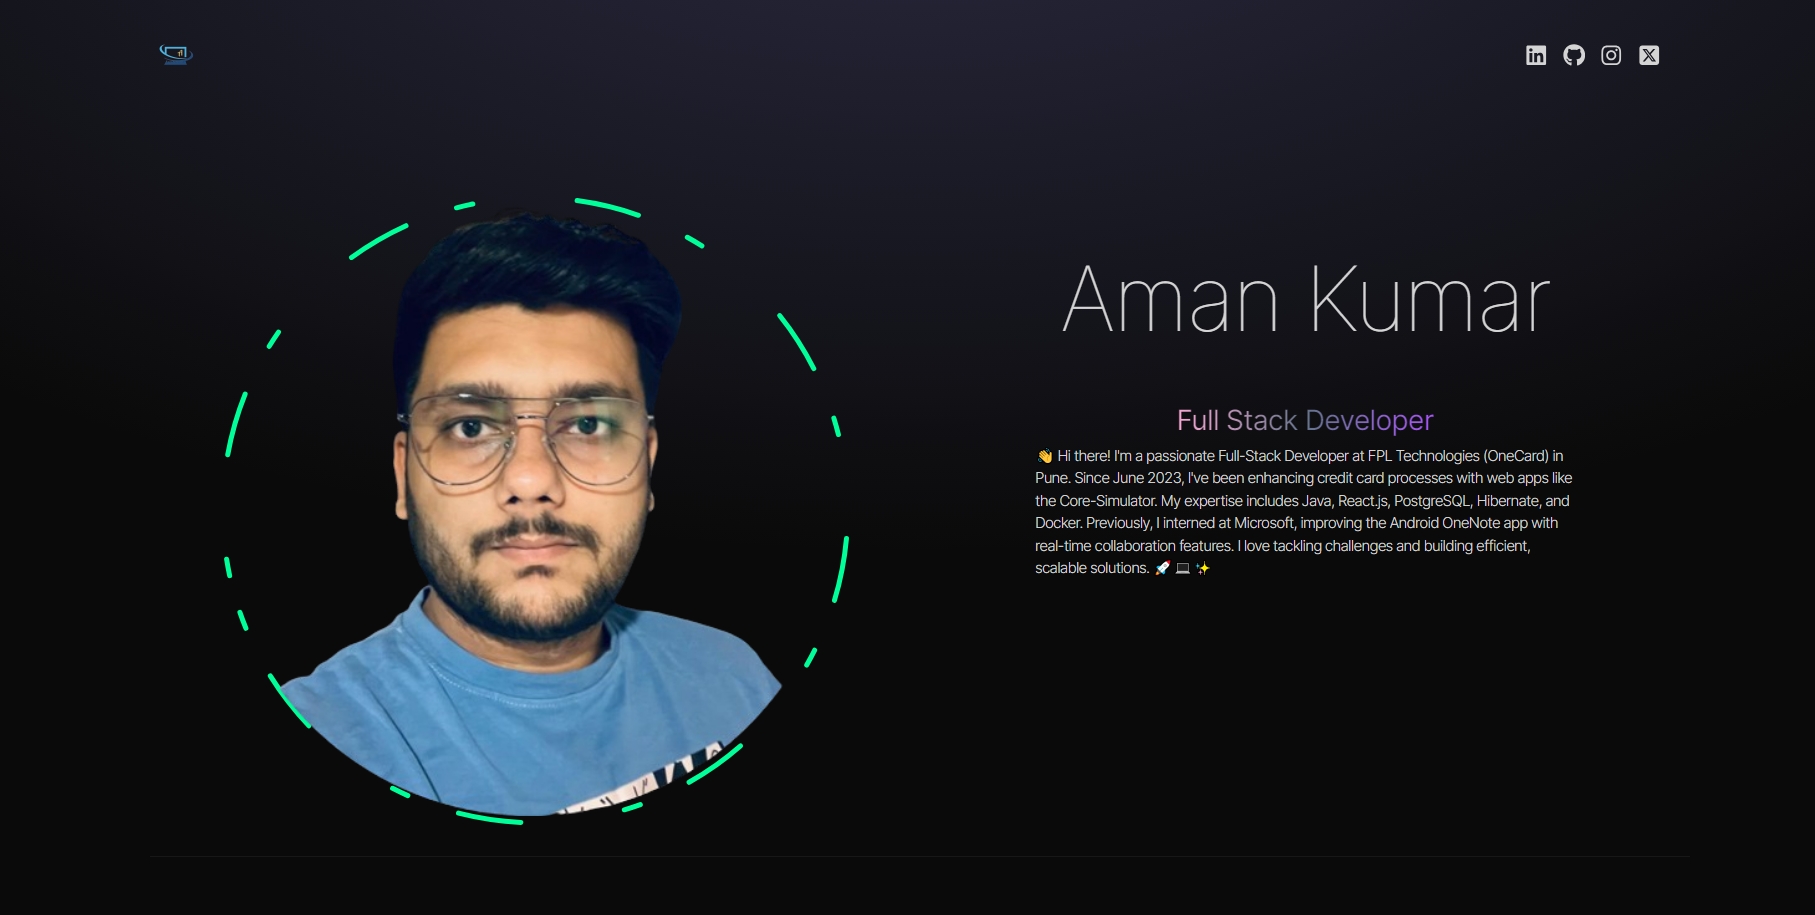 Aman Kumar
Full Stack Developer
👋 Hi there! I'm a passionate Full-Stack Developer at FPL Technologies (OneCard) in
Pune. Since June 2023, I've been enhancing credit card processes with web apps like
the Core-Simulator. My expertise includes Java, React.js, PostgreSQL, Hibernate, and
Docker. Previously, I interned at Microsoft, improving the Android OneNote app with
real-time collaboration features. I love tackling challenges and building efficient,
scalable solutions. 🚀 💻 ✨